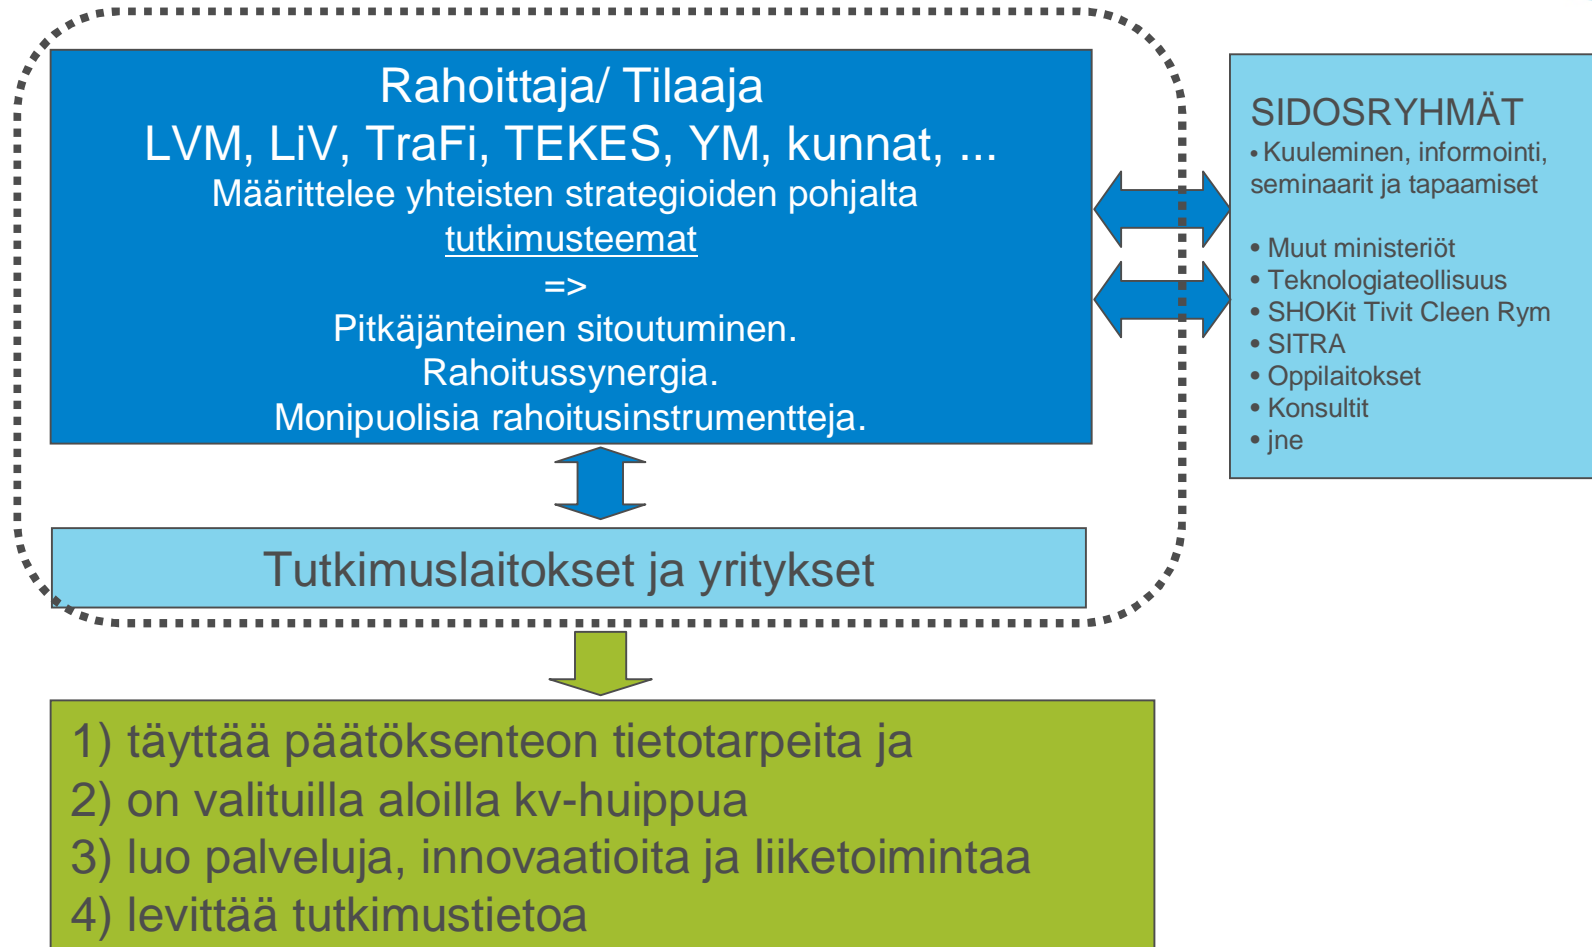 Rahoittaja/ Tilaaja
LVM, LiV, TraFi, TEKES, YM, kunnat, ...
Määrittelee yhteisten strategioiden pohjalta
tutkimusteemat
=>
Pitkäjänteinen sitoutuminen.
Rahoitussynergia.
Monipuolisia rahoitusinstrumentteja.
SIDOSRYHMÄT
• Kuuleminen, informointi,
seminaarit ja tapaamiset
• Muut ministeriöt
• Teknologiateollisuus
• SHOKit Tivit Cleen Rym
• SITRA
• Oppilaitokset
• Konsultit
• jne
Tutkimuslaitokset ja yritykset
1) täyttää päätöksenteon tietotarpeita ja
2) on valituilla aloilla kv-huippua
3) luo palveluja, innovaatioita ja liiketoimintaa
4) levittää tutkimustietoa